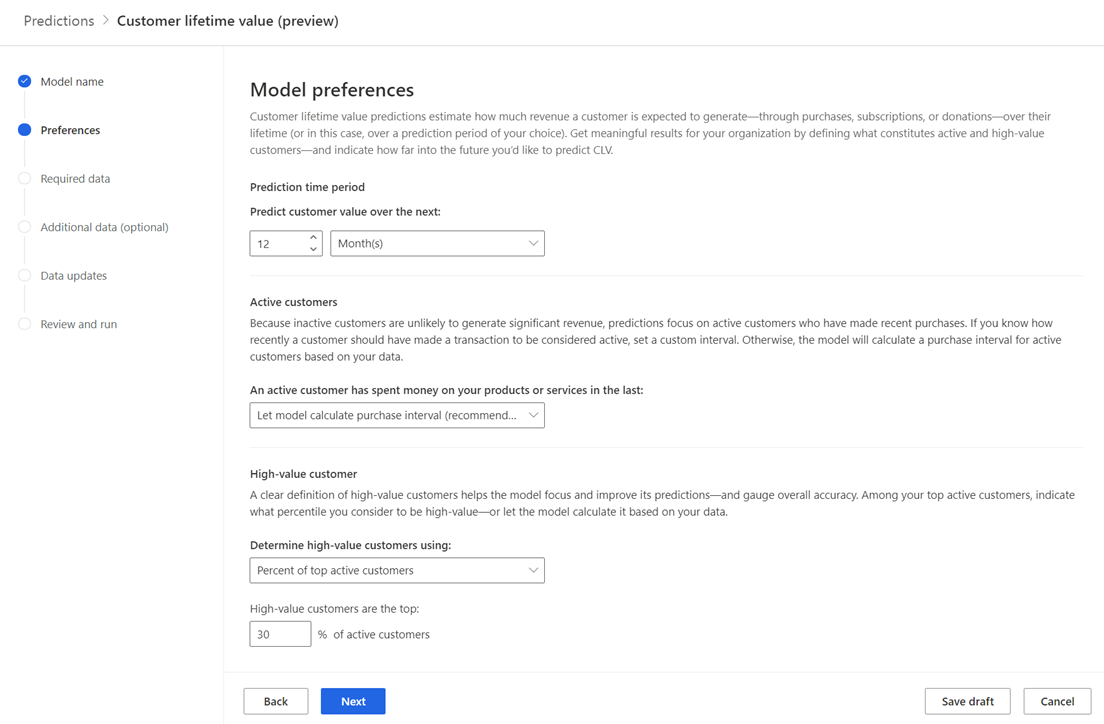 Predictions > Customer lifetime value (preview)
Model name
Preferences
Required data
Additional data (optional)
Data updates
Review and run
Model preferences
Customer lifetime value predictions estimate how much revenue a customer is expected to generate—through purchases, subscriptions, or donations—over their
lifetime (or in this case, over a prediction period of your choice). Get meaningful results for your organization by defining what constitutes active and high-value
customers—and indicate how far into the future you'd like to predict CLV.
Prediction time period
Predict customer value over the next:
12 Month(s)
Active customers
Because inactive customers are unlikely to generate significant revenue, predictions focus on active customers who have made recent purchases. If you know how
recently a customer should have made a transaction to be considered active, set a custom interval. Otherwise, the model will calculate a purchase interval for active
customers based on your data.
An active customer has spent money on your products or services in the last:
Let model calculate purchase interval (recommend...
High-value customer
A clear definition of high-value customers helps the model focus and improve its predictions—and gauge overall accuracy. Among your top active customers, indicate
what percentile you consider to be high-value—or let the model calculate it based on your data.
Determine high-value customers using:
Percent of top active customers
High-value customers are the top:
30 % of active customers
Back Next Save draft Cancel